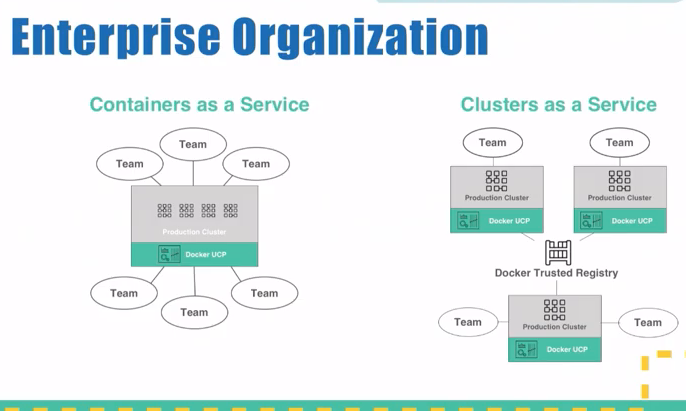 Enterprise Organization
Containers as a Service
Team
Team
Team
Production Cluster
Docker UCP
Team
Team
Team
Clusters as a Service
Team
Team
Production Cluster
Docker UCP
Production Cluster
Docker UCP
Docker Trusted Registry
Team
Production Cluster
Docker UCP
Team